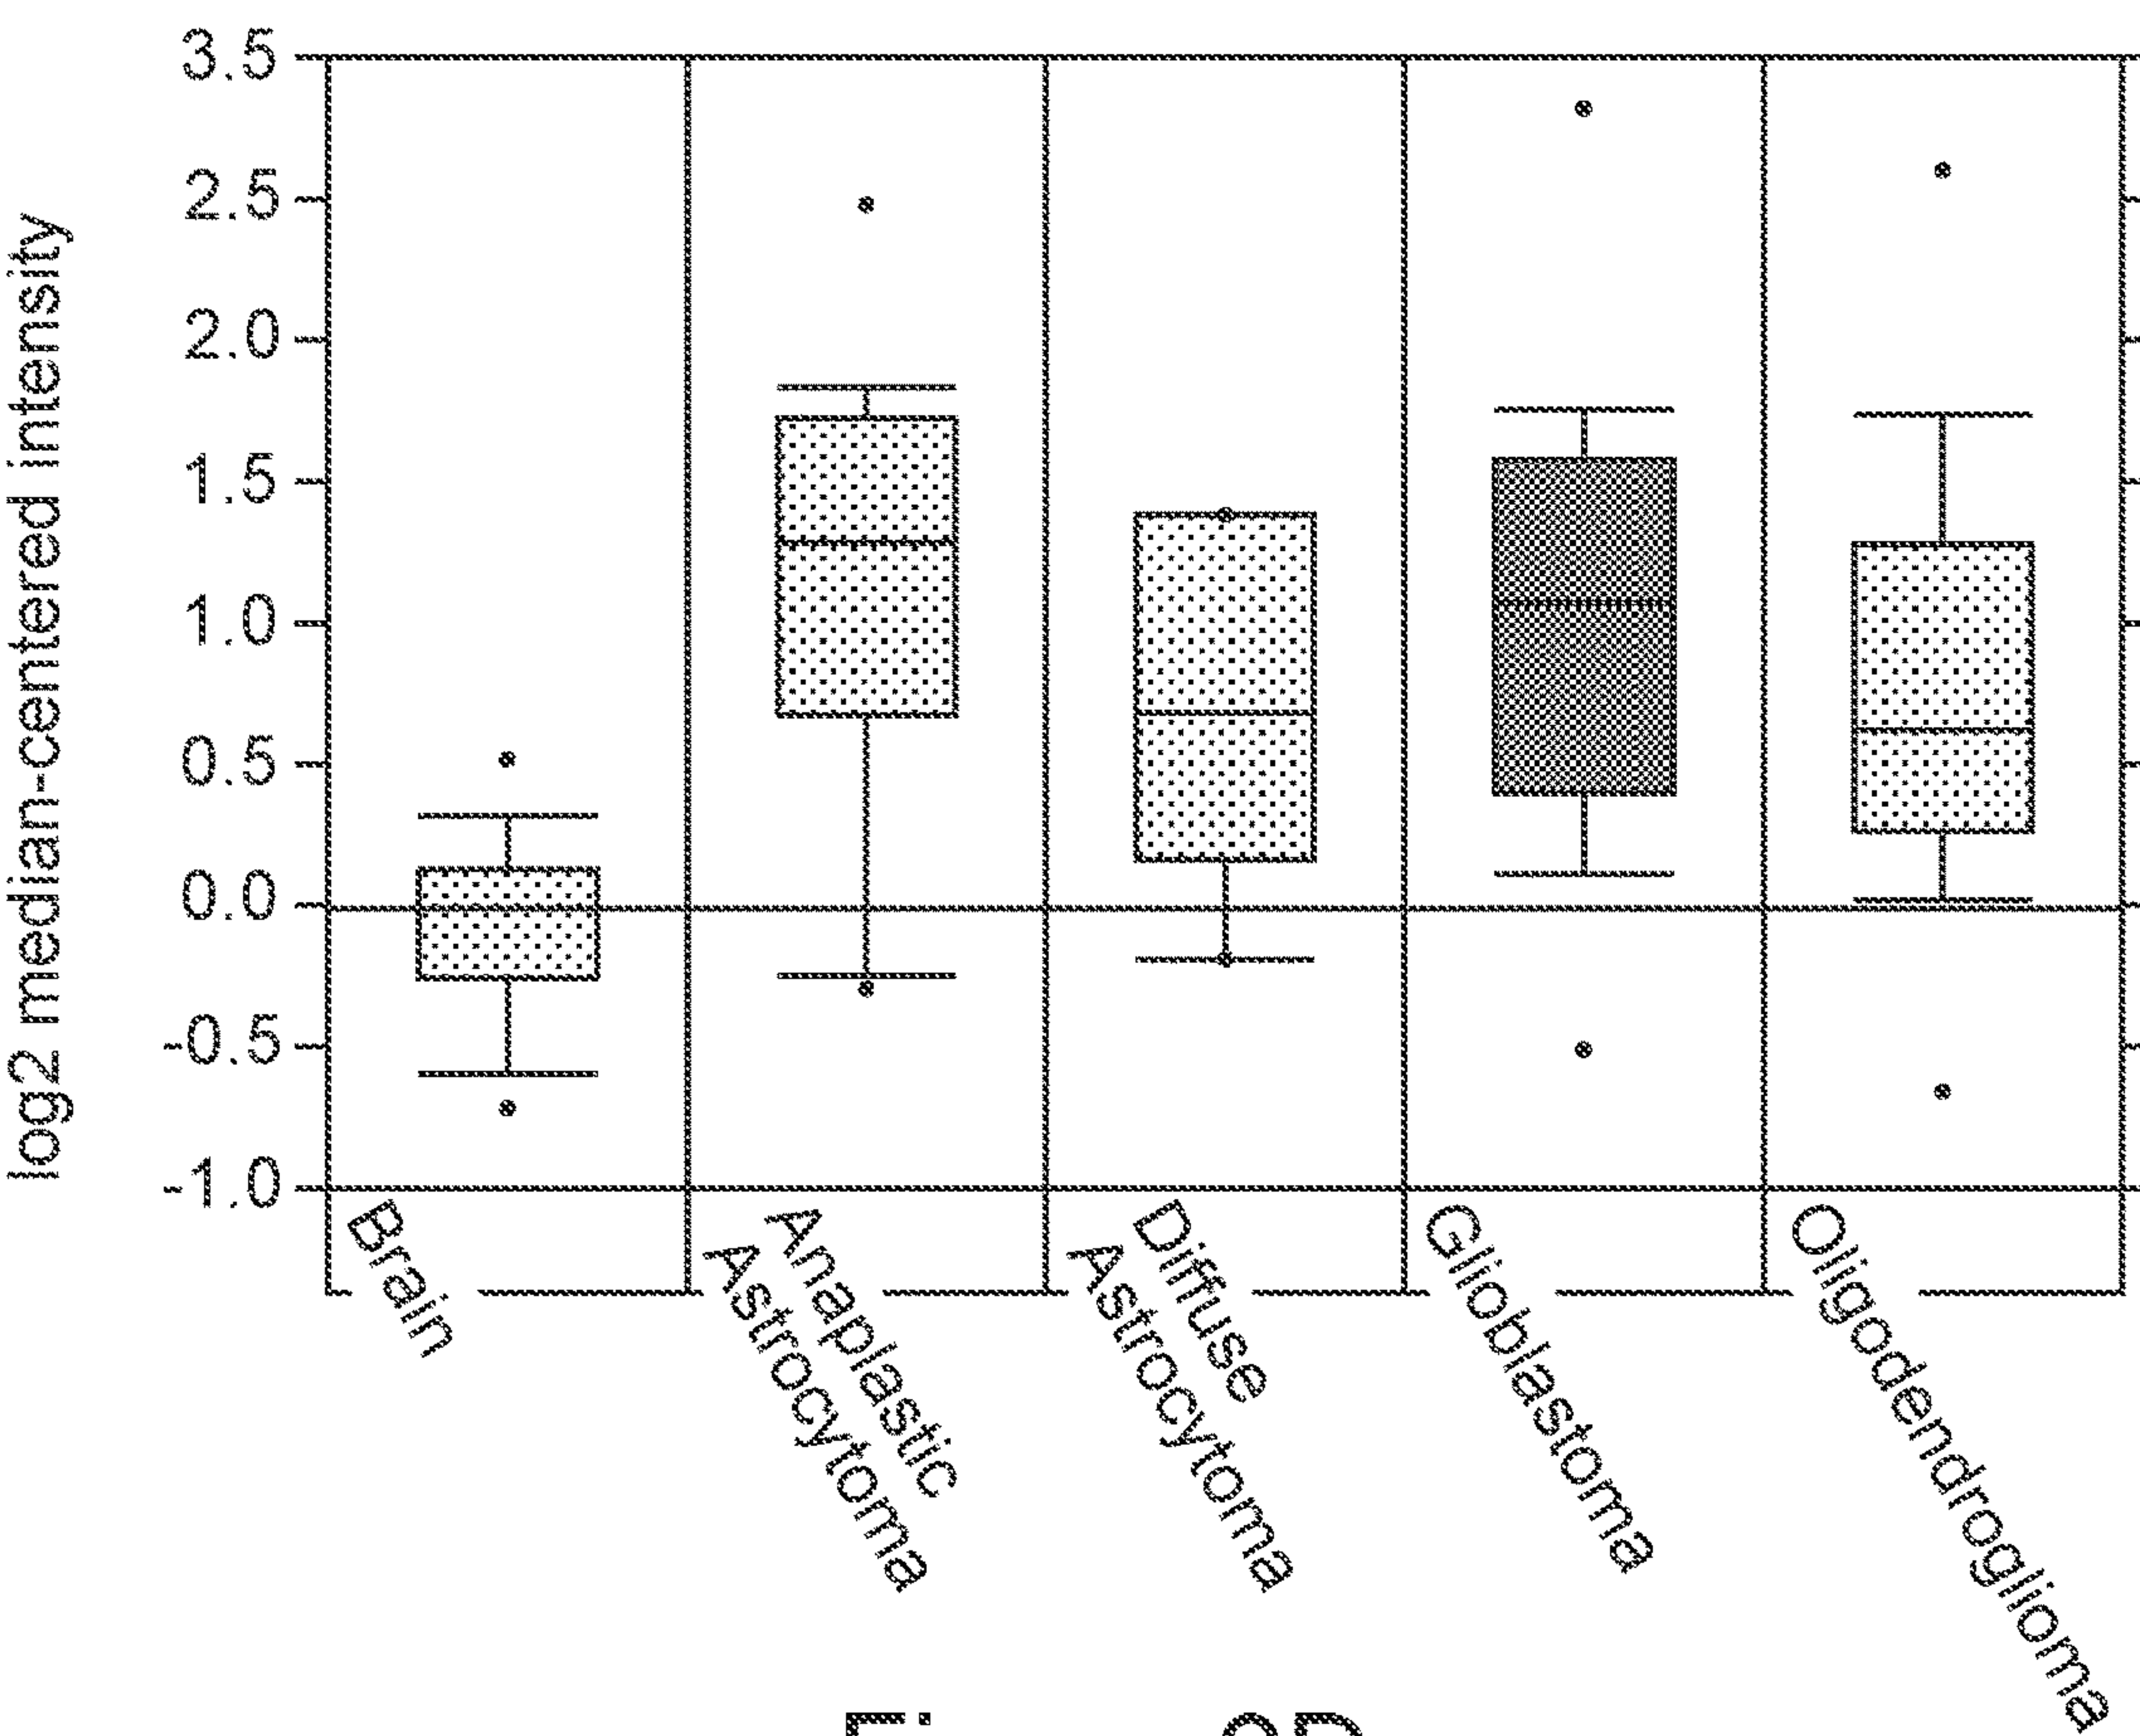 log2 median-centered intensity
3.5
2.5
2.0
1.5
1.0
0.5
0.0
-0.5
-1.0
Brain
Anaplastic
Astrocytoma
Diffuse
Astrocytoma
Glioblastoma
Oligodendroglioma